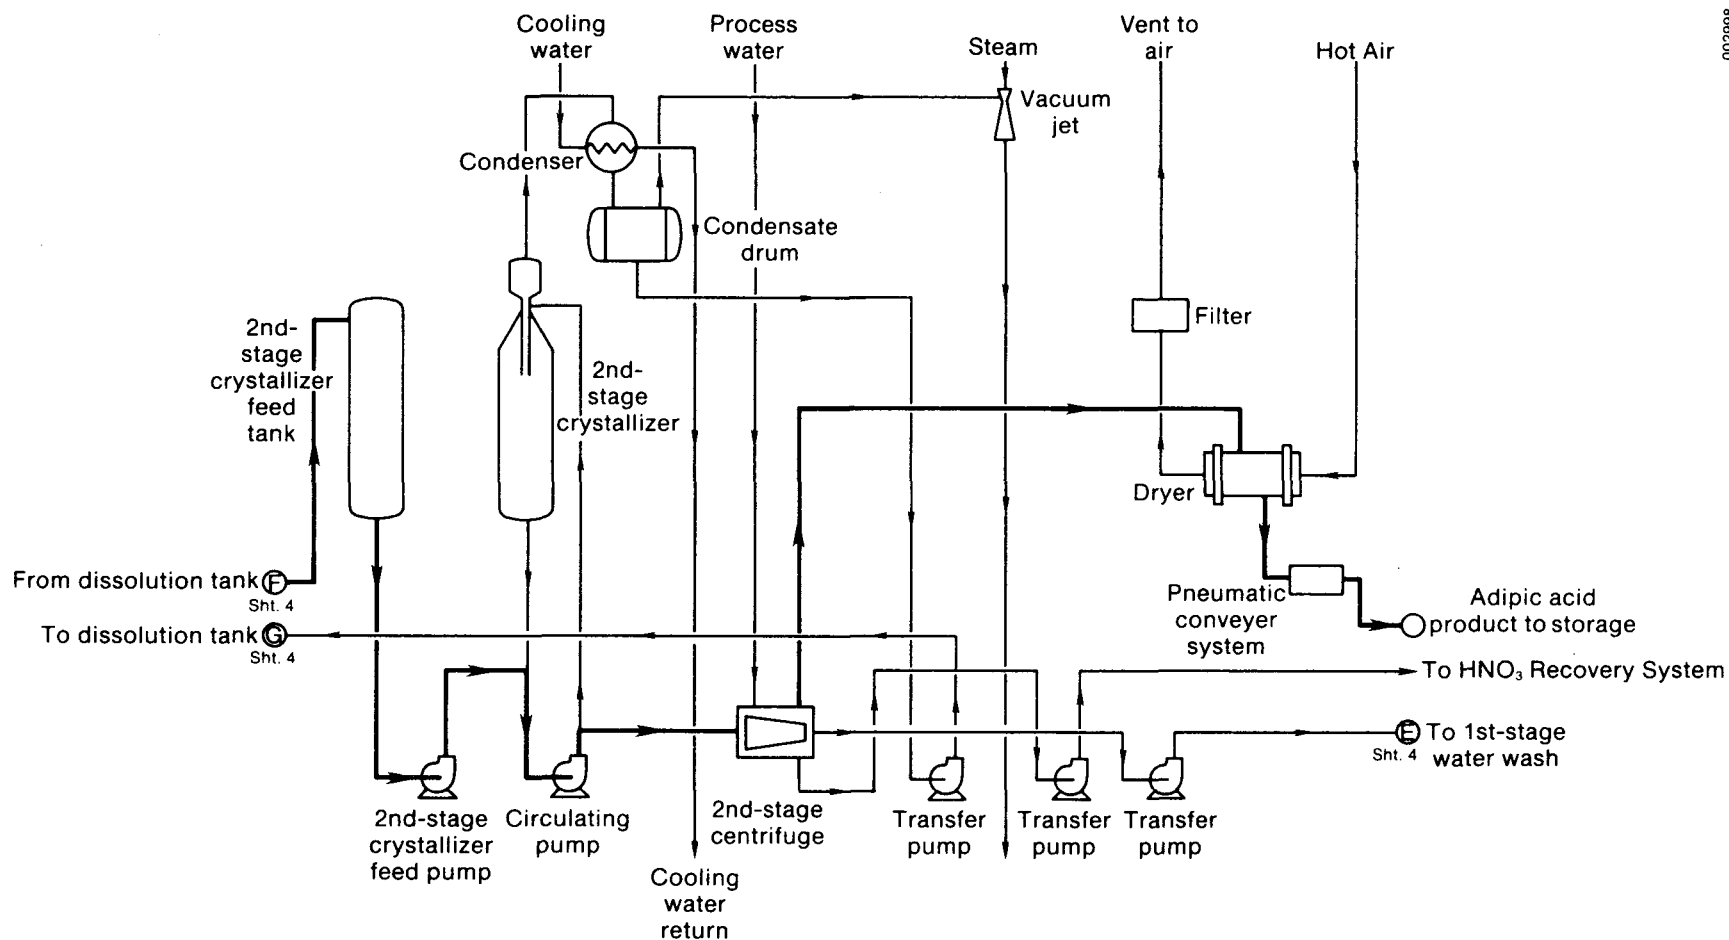 Cooling
water
Process
water
Steam
Vent to
air
Hot Air
Vacuum
jet
Condenser
Condensate
drum
2nd-
stage
crystallizer
feed
tank
2nd-
stage
crystallizer
Filter
Dryer
From dissolution tank F
Sht. 4
To dissolution tank G
Sht. 4
Pneumatic
conveyer
system
Adipic acid
product to storage
To HNO₃ Recovery System
E To 1st-stage
water wash
Sht. 4
2nd-stage
crystallizer
feed pump
Circulating
pump
2nd-stage
centrifuge
Transfer
pump
Transfer
pump
Transfer
pump
Cooling
water
return